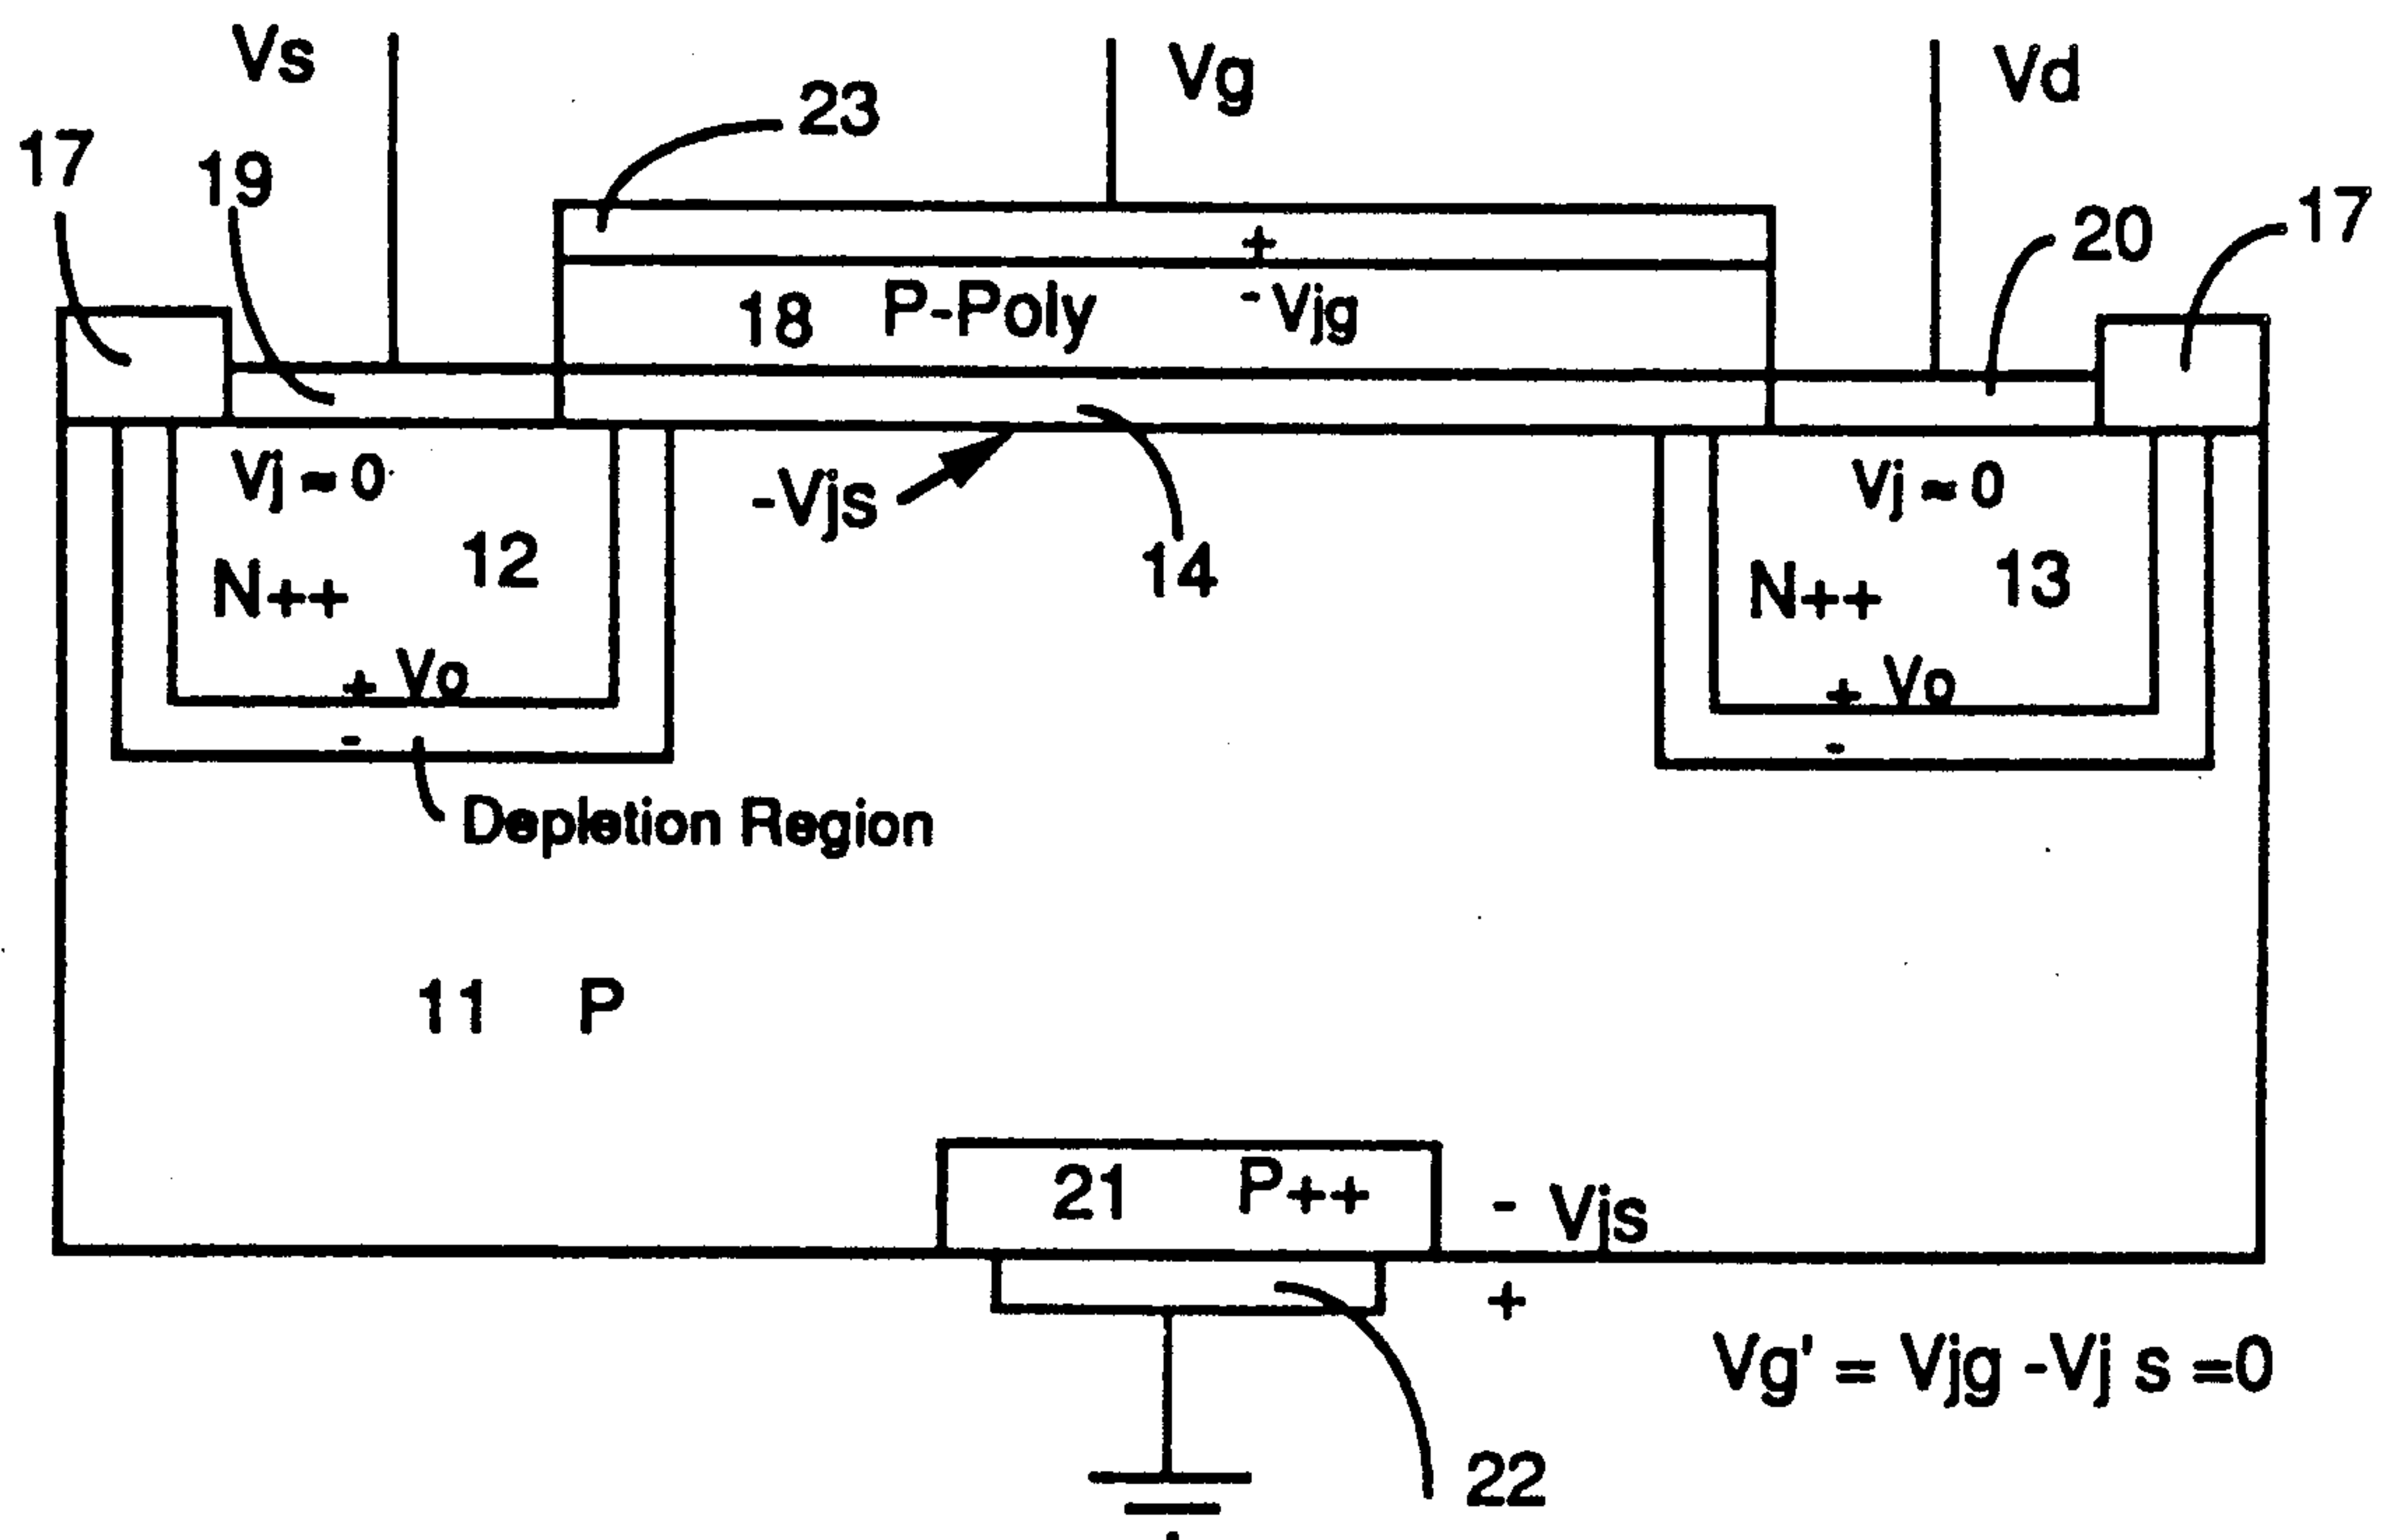 Vs
Vg
Vd
23
17
19
20
17
+
18 P-Poly - Vjg
Vj ≈ 0
-Vjs
Vj ≈ 0
12
N++
14
N++
13
+ Vo
-
+ Vo
-
Depletion Region
11 P
21 P++
- Vjs
+
Vg' = Vjg -Vj s =0
22